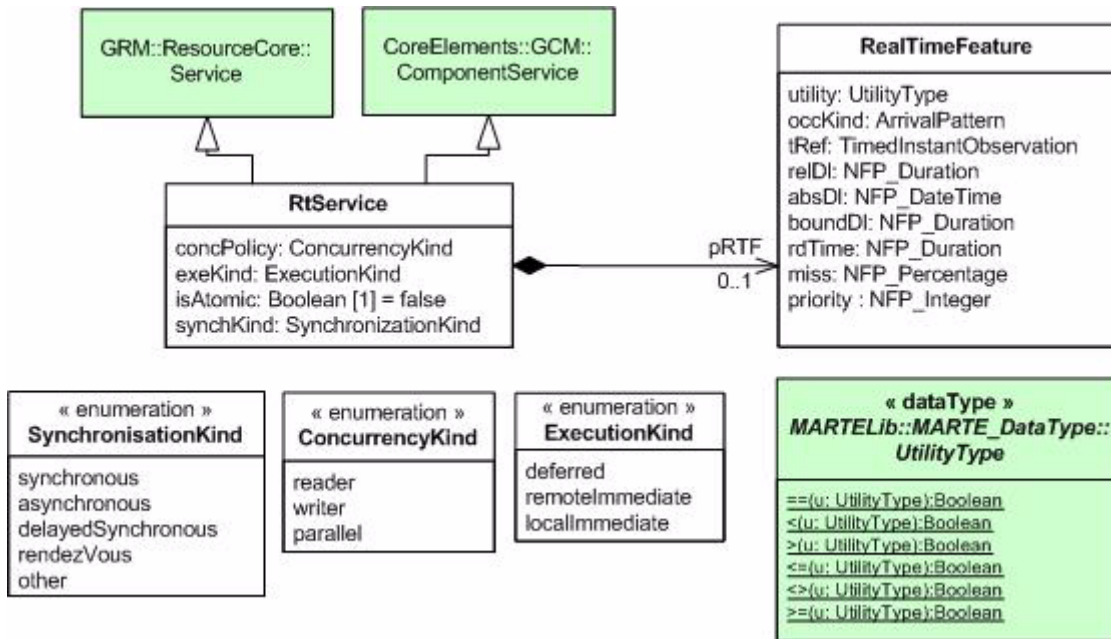 GRM::ResourceCore::
Service
CoreElements::GCM::
ComponentService
RealTimeFeature
utility: UtilityType
occKind: ArrivalPattern
tRef: TimedInstantObservation
relDl: NFP_Duration
absDl: NFP_DateTime
boundDl: NFP_Duration
rdTime: NFP_Duration
miss: NFP_Percentage
priority : NFP_Integer
RtService
concPolicy: ConcurrencyKind
exeKind: ExecutionKind
isAtomic: Boolean [1] = false
synchKind: SynchronizationKind
pRTF
0..1
« enumeration »
SynchronisationKind
synchronous
asynchronous
delayedSynchronous
rendezVous
other
« enumeration »
ConcurrencyKind
reader
writer
parallel
« enumeration »
ExecutionKind
deferred
remoteImmediate
localImmediate
« dataType »
MARTELib::MARTE_DataType::
UtilityType
==(u: UtilityType):Boolean
<(u: UtilityType):Boolean
>(u: UtilityType):Boolean
<=(u: UtilityType):Boolean
<>(u: UtilityType):Boolean
>=(u: UtilityType):Boolean